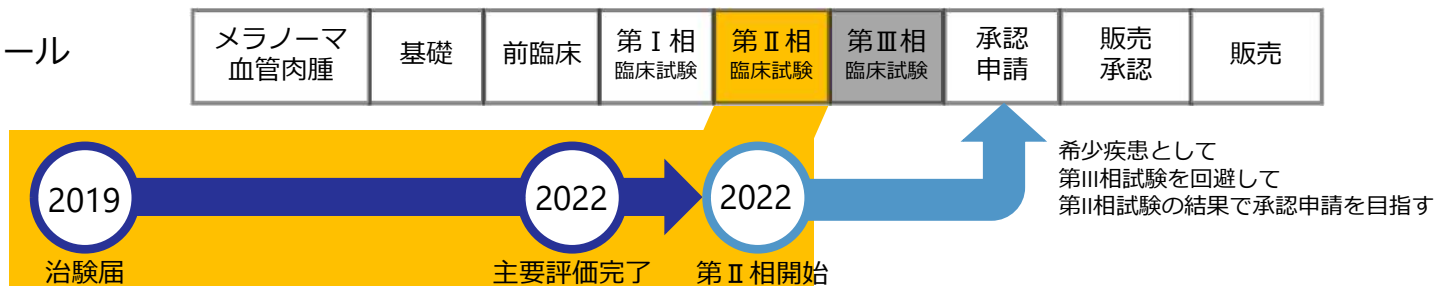 ール
メラノーマ
血管肉腫
基礎
前臨床
第Ⅰ相
臨床試験
第Ⅱ相
臨床試験
第Ⅲ相
臨床試験
承認
申請
販売
承認
販売
2019
2022
2022
治験届
主要評価完了
第Ⅱ相開始
希少疾患として
第III相試験を回避して
第II相試験の結果で承認申請を目指す